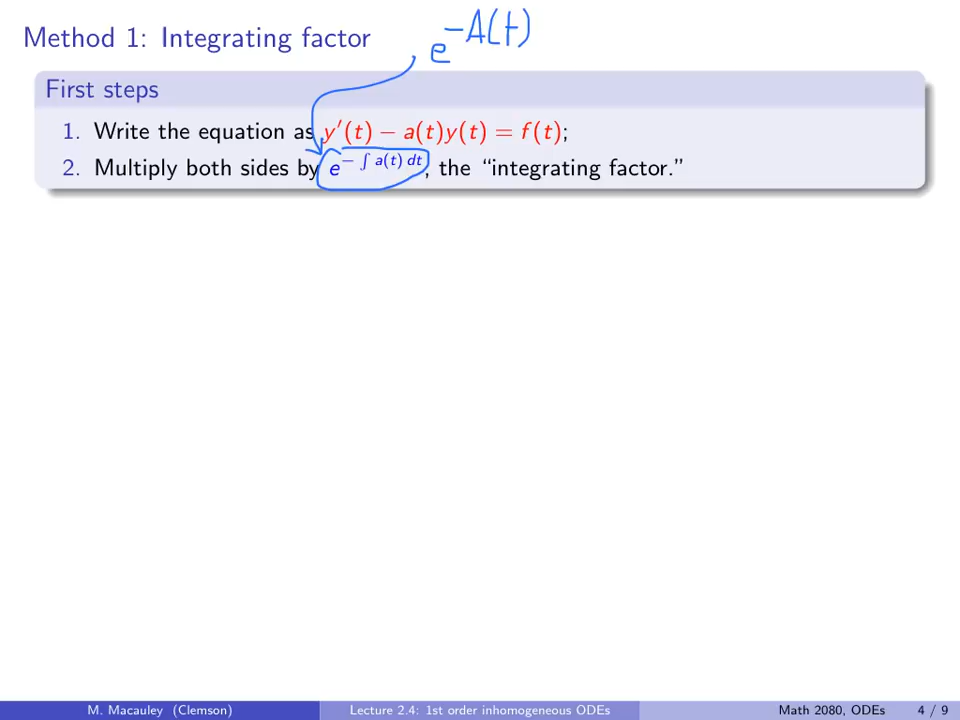 Method 1: Integrating factor
e^{-A(t)}
First steps
1. Write the equation as y′(t) − a(t)y(t) = f(t);
2. Multiply both sides by e^{− ∫ a(t) dt}, the “integrating factor.”
M. Macauley (Clemson) Lecture 2.4: 1st order inhomogeneous ODEs Math 2080, ODEs 4 / 9